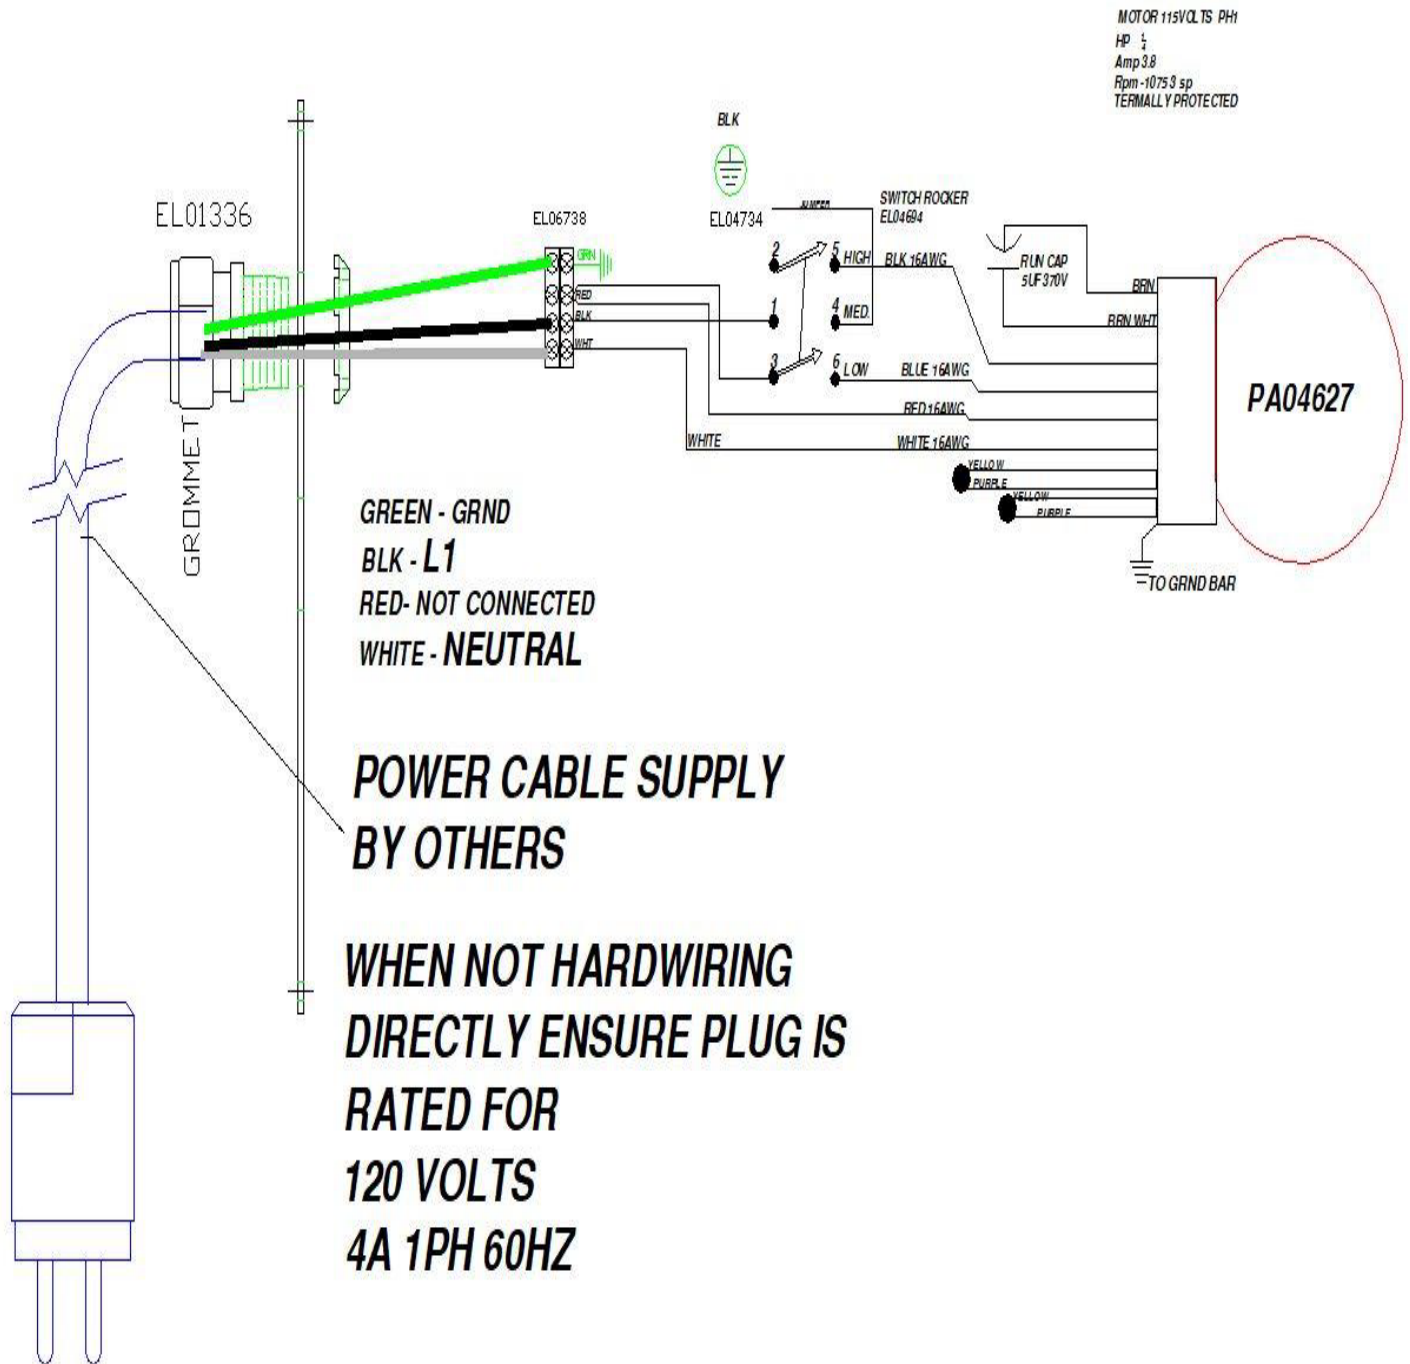 MOTOR 115VOLTS PH1
HP 1/4
Amp 3.8
Rpm-1075 3 sp
TERMALLY PROTECTED
BLK
EL01336
EL06738
EL04734
JUMPER
SWITCH ROCKER
EL04694
GRN
RED
BLK
WHT
2
5
HIGH
BLK 16AWG
1
4
MED.
3
6
LOW
BLUE 16AWG
RED 16AWG
WHITE
WHITE 16AWG
RUN CAP
5UF 370V
BRN
BRN WHT
YELLOW
PURPLE
YELLOW
PURPLE
PA04627
TO GRND BAR
GROMMET
GREEN - GRND
BLK - L1
RED- NOT CONNECTED
WHITE - NEUTRAL
POWER CABLE SUPPLY
BY OTHERS
WHEN NOT HARDWIRING
DIRECTLY ENSURE PLUG IS
RATED FOR
120 VOLTS
4A 1PH 60HZ